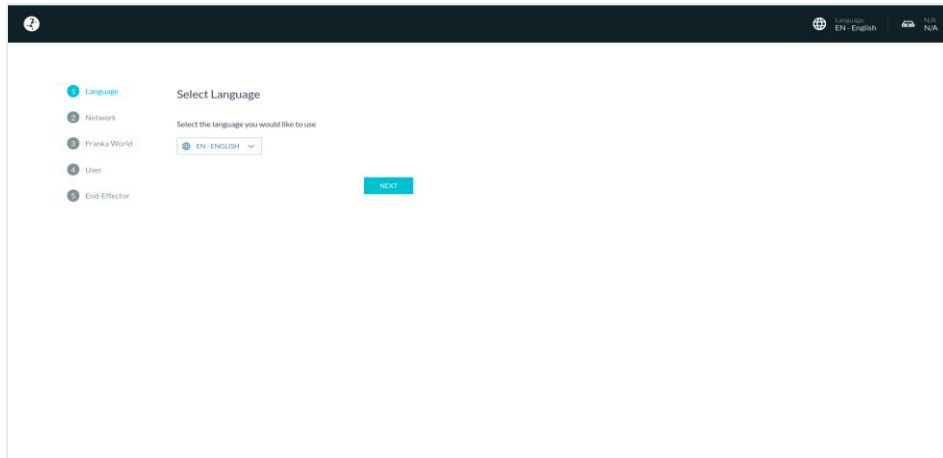 Language
EN - English
N/A
N/A
1 Language
2 Network
3 Franka World
4 User
5 End-Effector
Select Language
Select the language you would like to use
EN - ENGLISH
NEXT